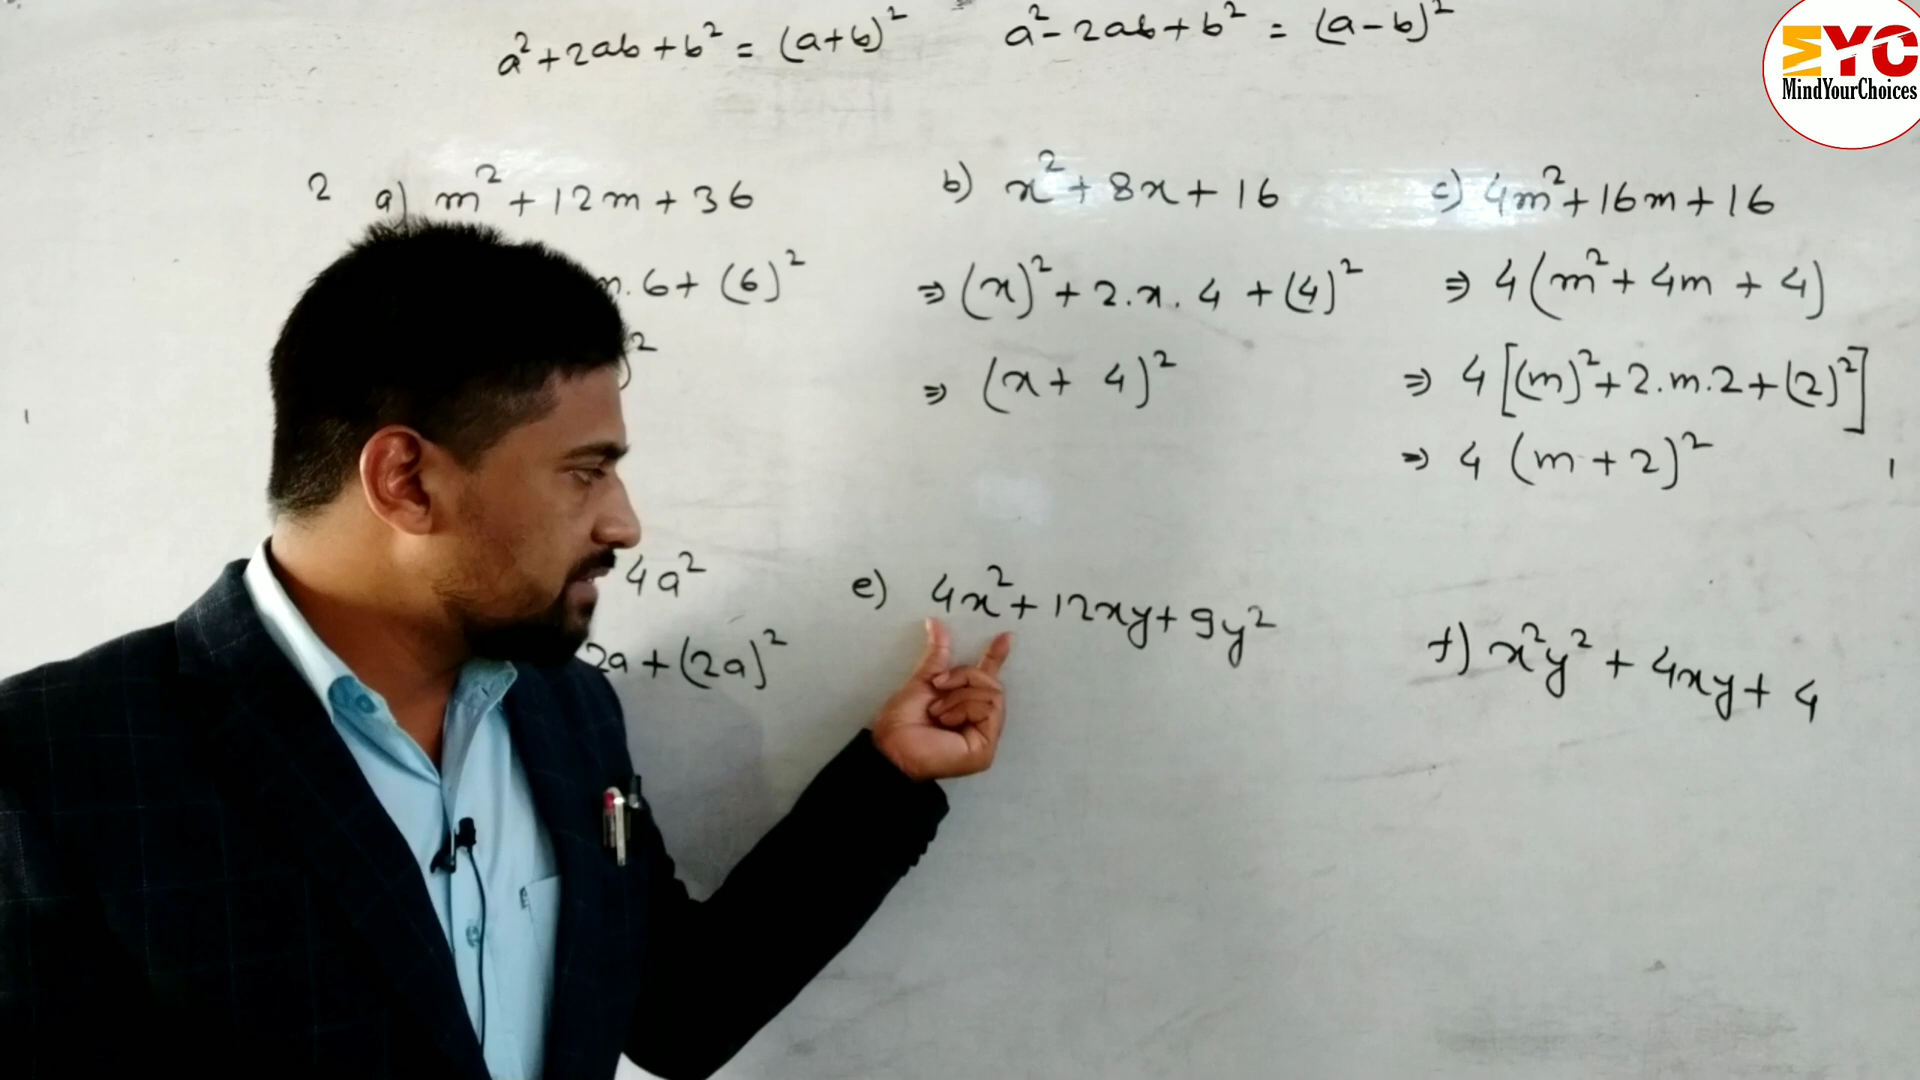 a² + 2ab + b² = (a+b)²
a² - 2ab + b² = (a-b)²
MYC
MindYourChoices
2 a) m² + 12m + 36
m. 6 + (6)²
)²
b) x² + 8x + 16
⇒ (x)² + 2.x. 4 + (4)²
⇒ (x + 4)²
c) 4m² + 16m + 16
⇒ 4(m² + 4m + 4)
⇒ 4[(m)² + 2.m.2 + (2)²]
⇒ 4 (m + 2)²
4a²
2a + (2a)²
e) 4x² + 12xy + 9y²
f) x²y² + 4xy + 4